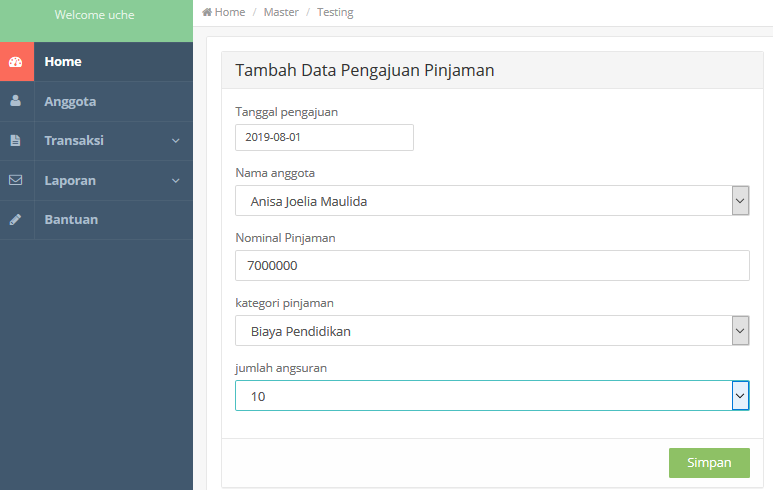 Welcome uche
Home / Master / Testing
Home
Anggota
Transaksi
Laporan
Bantuan
Tambah Data Pengajuan Pinjaman
Tanggal pengajuan
2019-08-01
Nama anggota
Anisa Joelia Maulida
Nominal Pinjaman
7000000
kategori pinjaman
Biaya Pendidikan
jumlah angsuran
10
Simpan